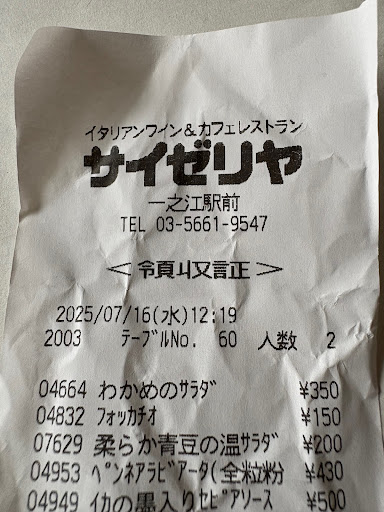 イタリアンワイン&カフェレストラン
サイゼリヤ
一之江駅前
TEL 03-5661-9547
<領収証>
2025/07/16(水)12:19
2003 ﾃｰﾌﾞﾙNo. 60 人数 2
04664 わかめのｻﾗﾀﾞ ¥350
04832 ﾌｫｯｶﾁｵ ¥150
07629 柔らか青豆の温ｻﾗﾀﾞ ¥200
04953 ﾍﾟﾝﾈｱﾗﾋﾞｱｰﾀ(全粒粉 ¥430
04949 ｲｶの墨入りｾﾋﾟｱｿｰｽ ¥500